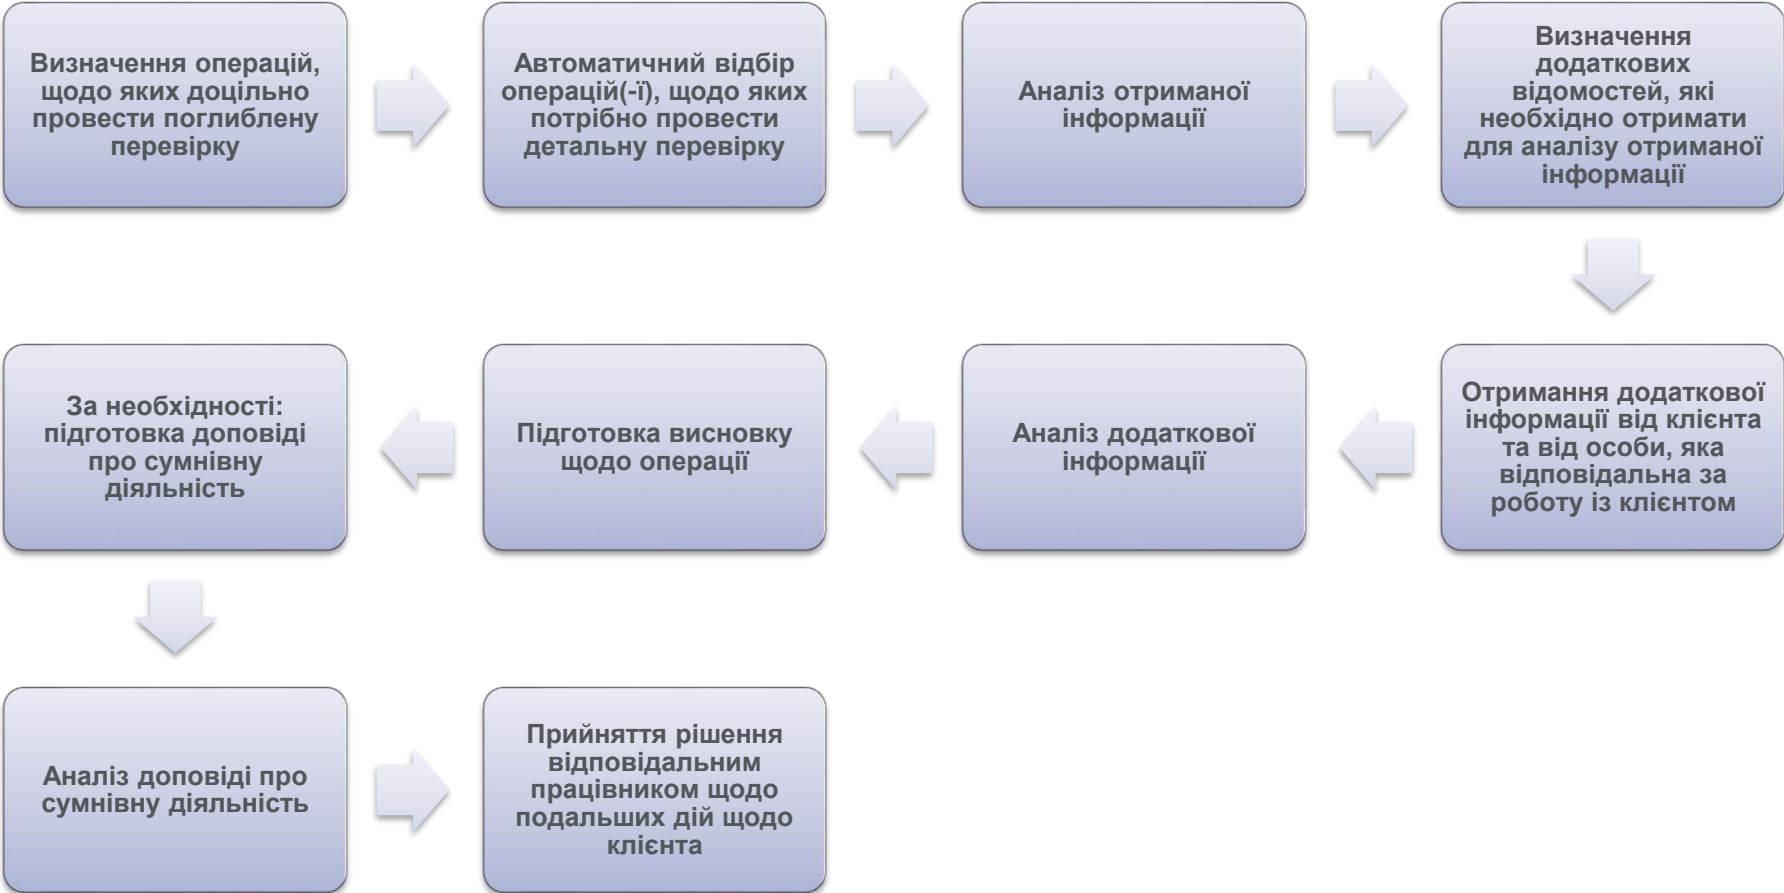 Визначення операцій,
щодо яких доцільно
провести поглиблену
перевірку
Автоматичний відбір
операцій(-ї), щодо яких
потрібно провести
детальну перевірку
Аналіз отриманої
інформації
Визначення
додаткових
відомостей, які
необхідно отримати
для аналізу отриманої
інформації
Отримання додаткової
інформації від клієнта
та від особи, яка
відповідальна за
роботу із клієнтом
Аналіз додаткової
інформації
Підготовка висновку
щодо операції
За необхідності:
підготовка доповіді
про сумнівну
діяльність
Аналіз доповіді про
сумнівну діяльність
Прийняття рішення
відповідальним
працівником щодо
подальших дій щодо
клієнта